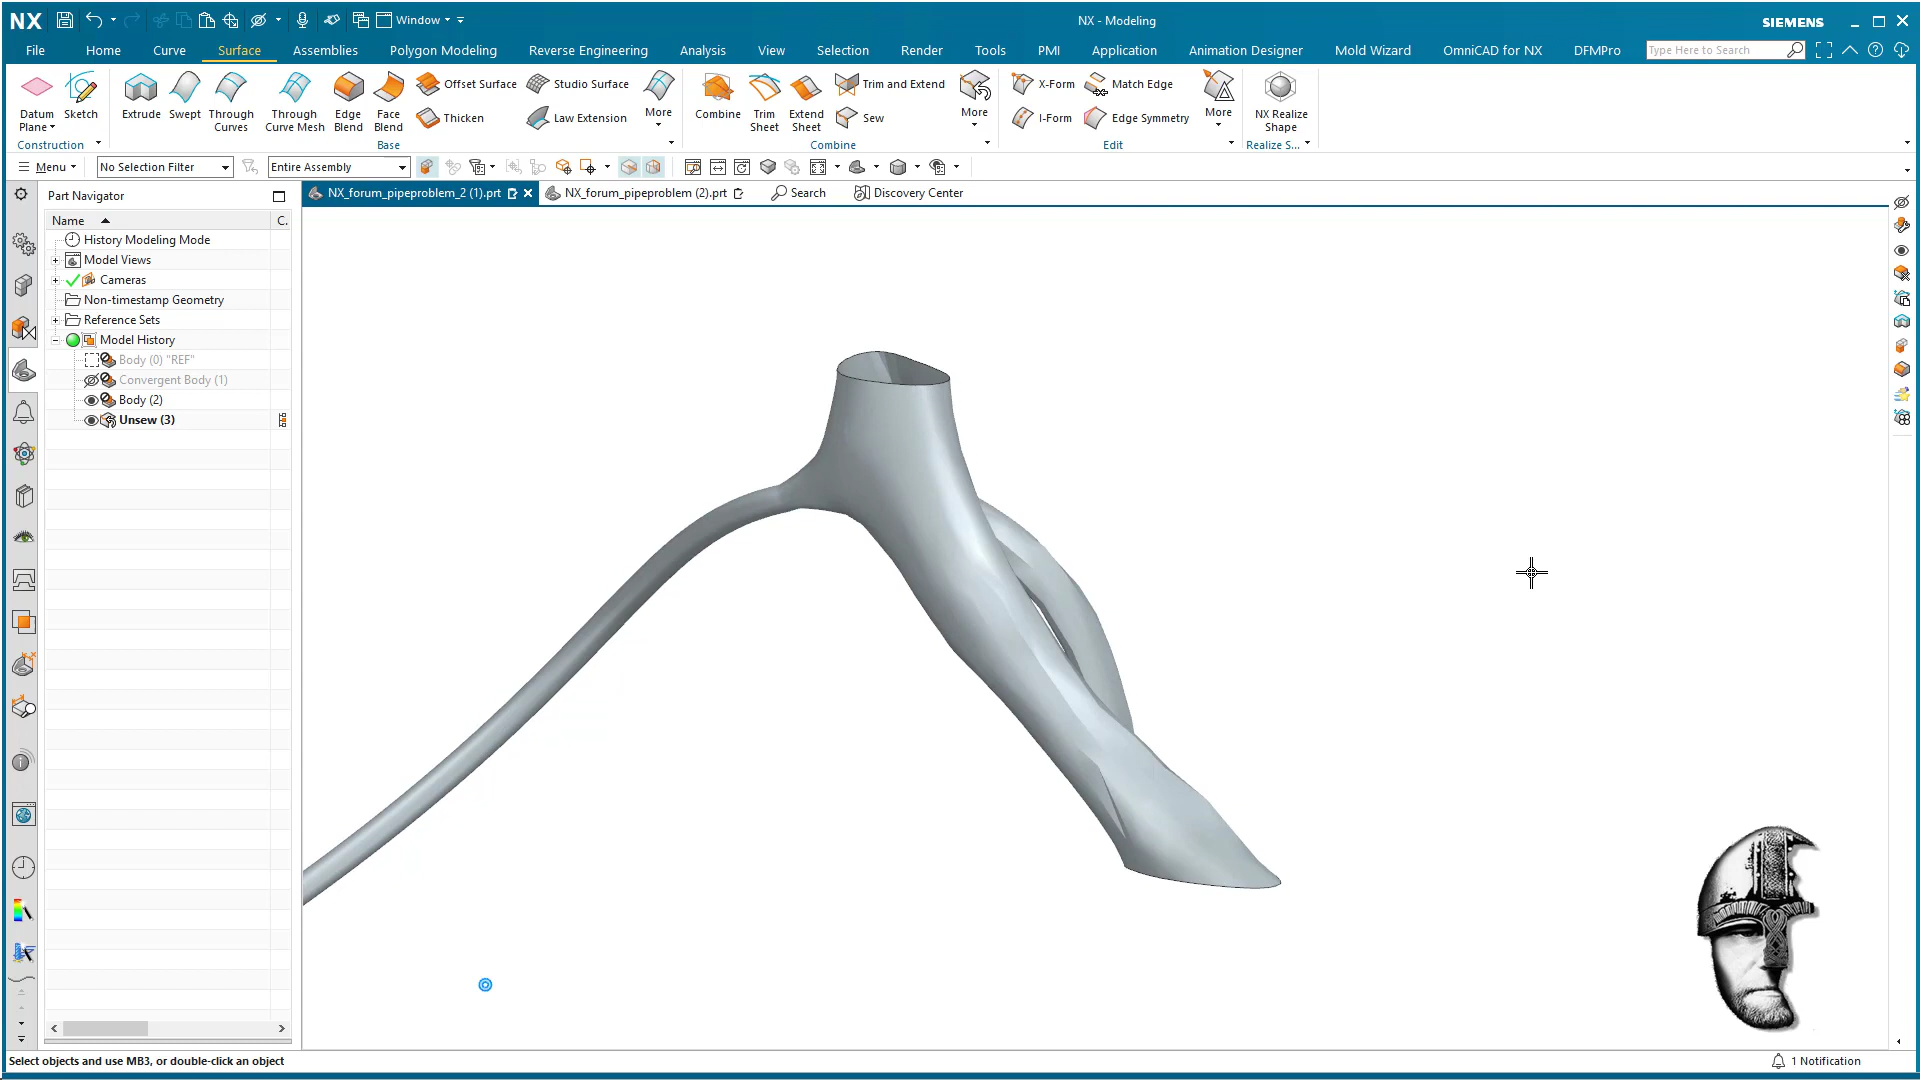 NX
Window
NX - Modeling
SIEMENS
File Home Curve Surface Assemblies Polygon Modeling Reverse Engineering Analysis View Selection Render Tools PMI Application Animation Designer Mold Wizard OmniCAD for NX DFMPro Type Here to Search
Datum Plane
Sketch
Extrude
Swept
Through Curves
Through Curve Mesh
Edge Blend
Face Blend
Offset Surface
Thicken
Studio Surface
Law Extension
More
Combine
Trim Sheet
Extend Sheet
Trim and Extend
Sew
More
X-Form
I-Form
Match Edge
Edge Symmetry
More
NX Realize Shape
Construction Base Combine Edit Realize S...
Menu No Selection Filter Entire Assembly
Part Navigator
NX_forum_pipeproblem_2 (1).prt NX_forum_pipeproblem (2).prt Search Discovery Center
Name C.
History Modeling Mode
Model Views
Cameras
Non-timestamp Geometry
Reference Sets
Model History
Body (0) "REF"
Convergent Body (1)
Body (2)
Unsew (3)
Select objects and use MB3, or double-click an object
1 Notification